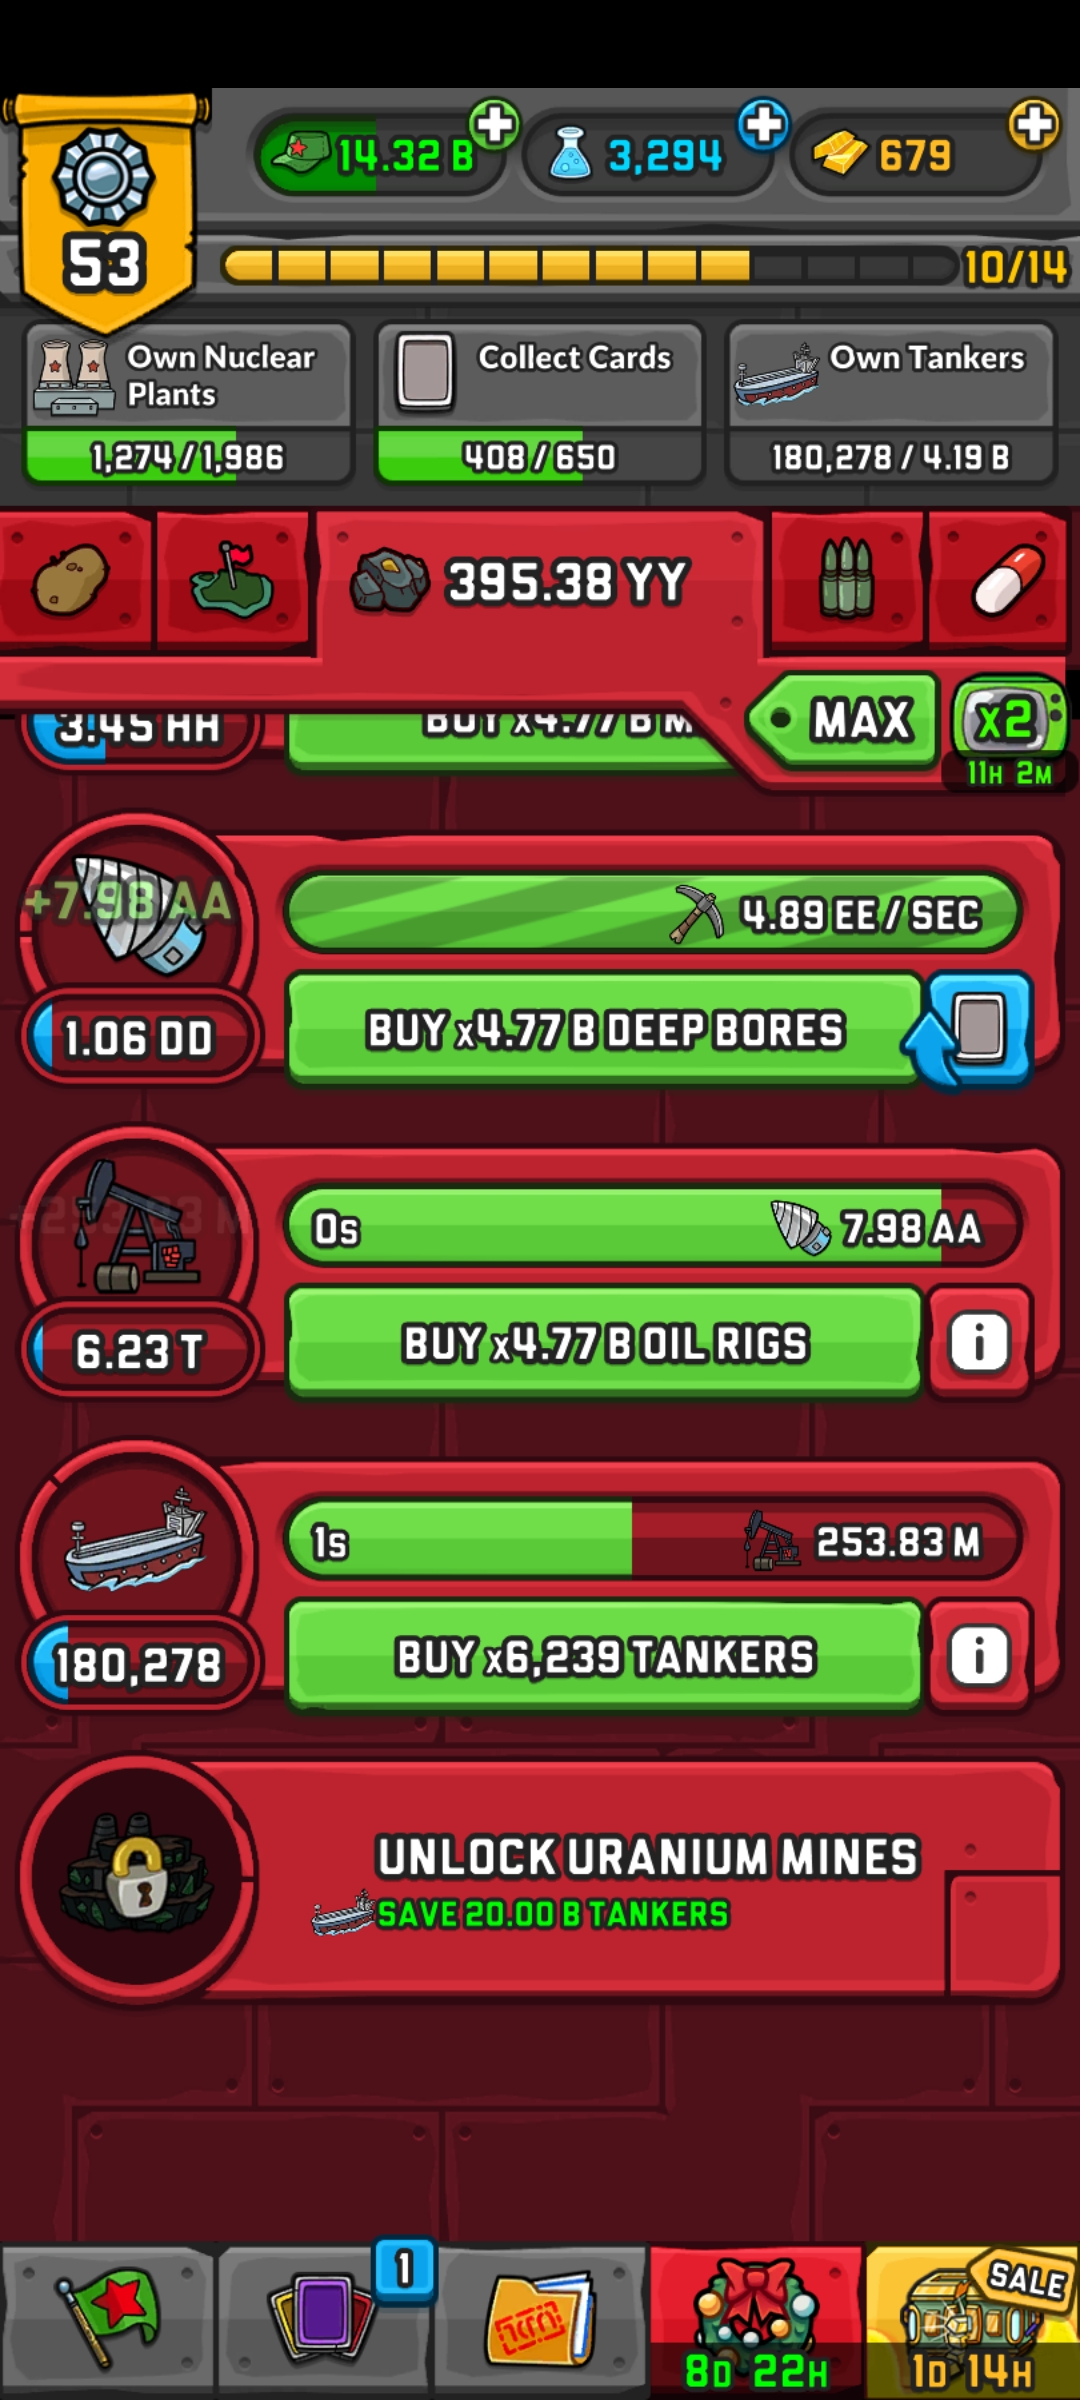 14.32 B
3,294
679
53
10/14
Own Nuclear
Plants
Collect Cards
Own Tankers
1,274/1,986
408/650
180,278/4.19 B
395.38 YY
MAX
x2
11H 2M
3.45 HH
BUY x4.77 B M
+7.98 AA
4.89 EE/SEC
1.06 DD
BUY x4.77 B DEEP BORES
0s
7.98 AA
6.23 T
BUY x4.77 B OIL RIGS
1s
253.83 M
180,278
BUY x6,239 TANKERS
UNLOCK URANIUM MINES
SAVE 20.00 B TANKERS
1
SALE
8D 22H
1D 14H